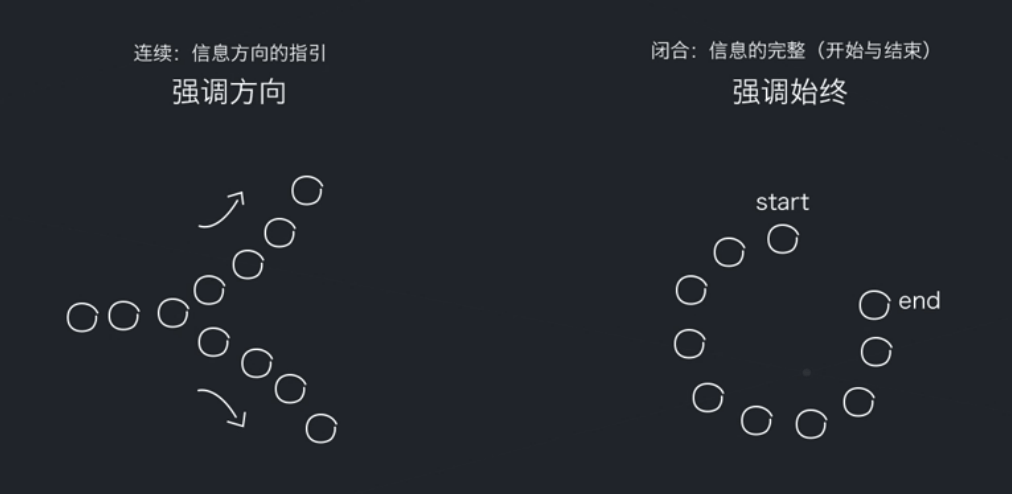 连续：信息方向的指引
强调方向
闭合：信息的完整（开始与结束）
强调始终
start
end